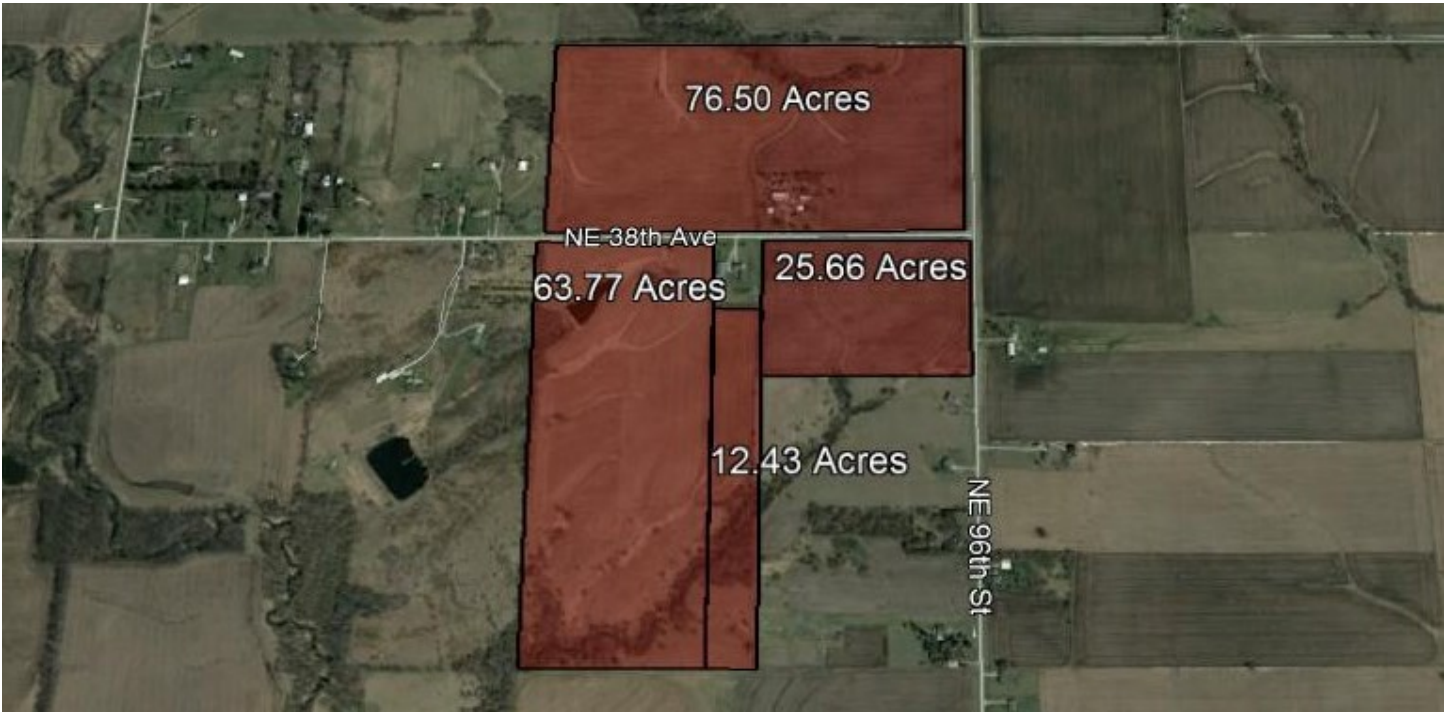 76.50 Acres
NE 38th Ave
63.77 Acres
25.66 Acres
12.43 Acres
NE 96th St